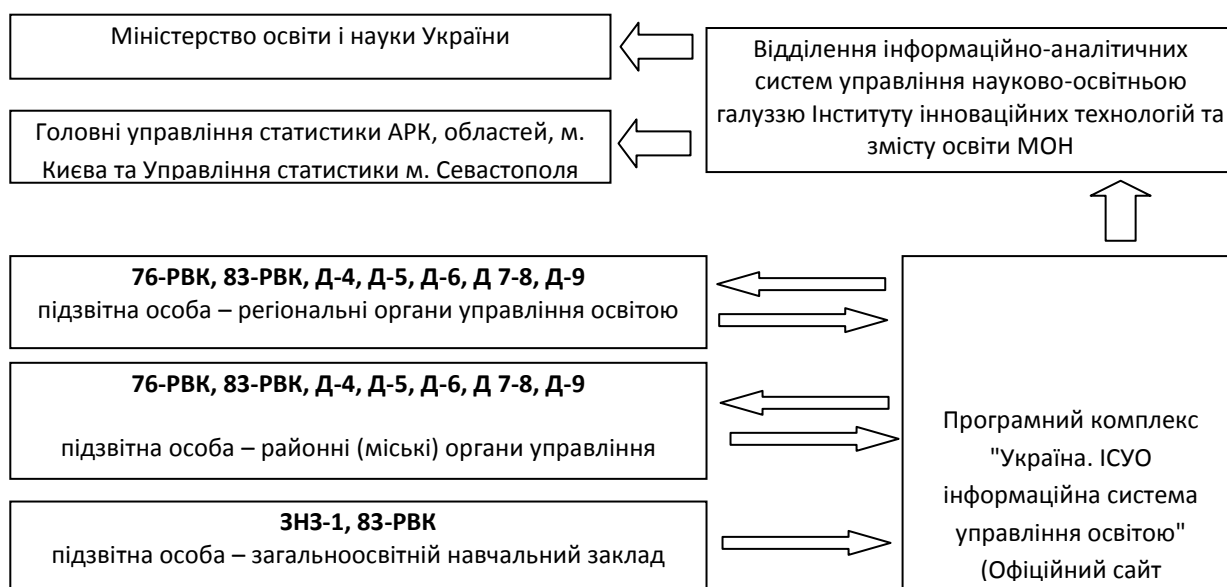 Міністерство освіти і науки України
Відділення інформаційно-аналітичних
систем управління науково-освітньою
галуззю Інституту інноваційних технологій та
змісту освіти МОН
Головні управління статистики АРК, областей, м.
Києва та Управління статистики м. Севастополя
76-РВК, 83-РВК, Д-4, Д-5, Д-6, Д 7-8, Д-9
підзвітна особа – регіональні органи управління освітою
76-РВК, 83-РВК, Д-4, Д-5, Д-6, Д 7-8, Д-9
підзвітна особа – районні (міські) органи управління
ЗНЗ-1, 83-РВК
підзвітна особа – загальноосвітній навчальний заклад
Програмний комплекс
"Україна. ІСУО
інформаційна система
управління освітою"
(Офіційний сайт